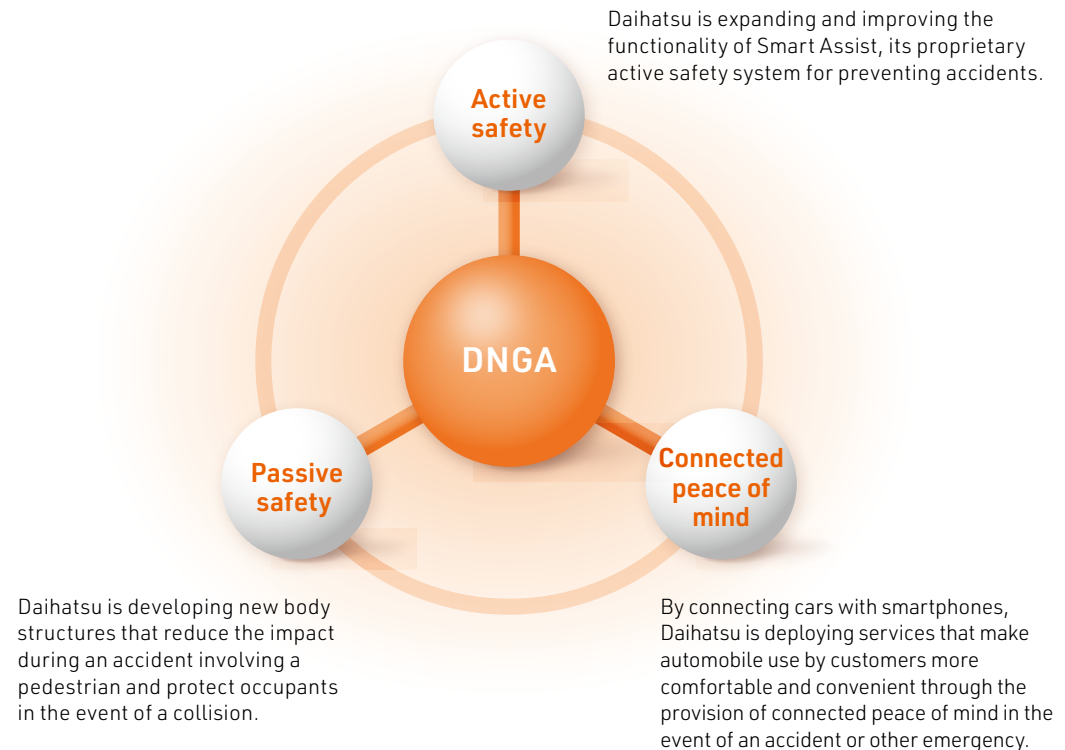 Daihatsu is expanding and improving the
functionality of Smart Assist, its proprietary
active safety system for preventing accidents.
Active
safety
DNGA
Passive
safety
Connected
peace of
mind
Daihatsu is developing new body
structures that reduce the impact
during an accident involving a
pedestrian and protect occupants
in the event of a collision.
By connecting cars with smartphones,
Daihatsu is deploying services that make
automobile use by customers more
comfortable and convenient through the
provision of connected peace of mind in the
event of an accident or other emergency.